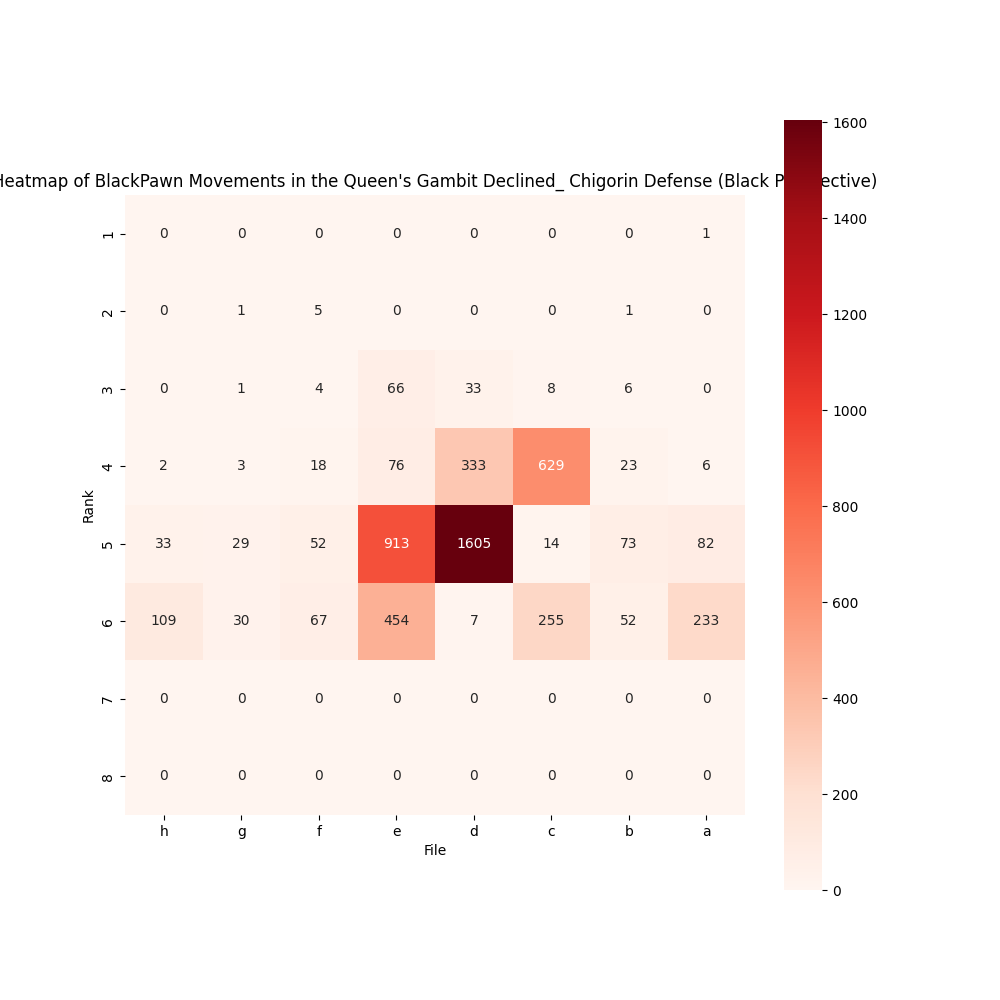 1600
Heatmap of BlackPawn Movements in the Queen's Gambit Declined_ Chigorin Defense (Black P ective)
1400
1 0 0 0 0 0 0 0 1
1200
2 0 1 5 0 0 0 1 0
3 0 1 4 66 33 8 6 0
1000
4 2 3 18 76 333 629 23 6
Rank
800
5 33 29 52 913 1605 14 73 82
600
6 109 30 67 454 7 255 52 233
7 0 0 0 0 0 0 0 0
400
8 0 0 0 0 0 0 0 0
200
h g f e d c b a
File
0